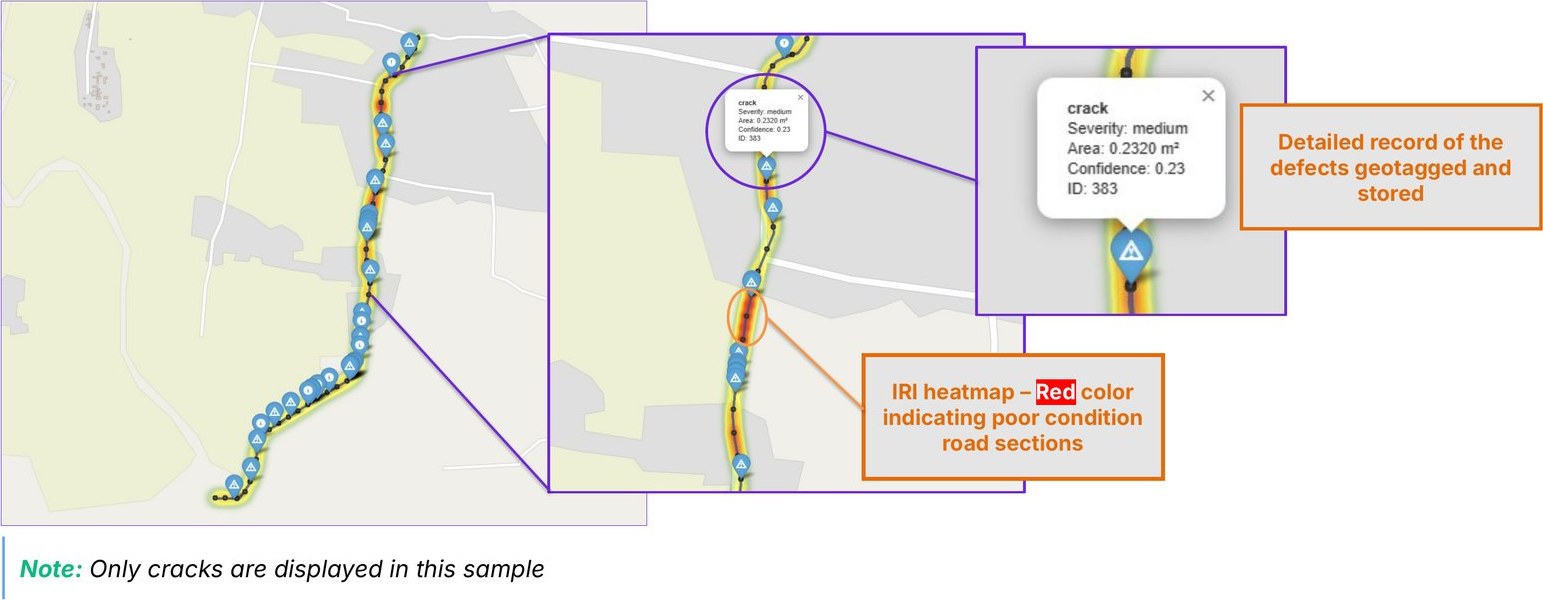 crack
Severity: medium
Area: 0.2320 m²
Confidence: 0.23
ID: 383
crack
Severity: medium
Area: 0.2320 m²
Confidence: 0.23
ID: 383
Detailed record of the
defects geotagged and
stored
IRI heatmap – Red color
indicating poor condition
road sections
Note: Only cracks are displayed in this sample